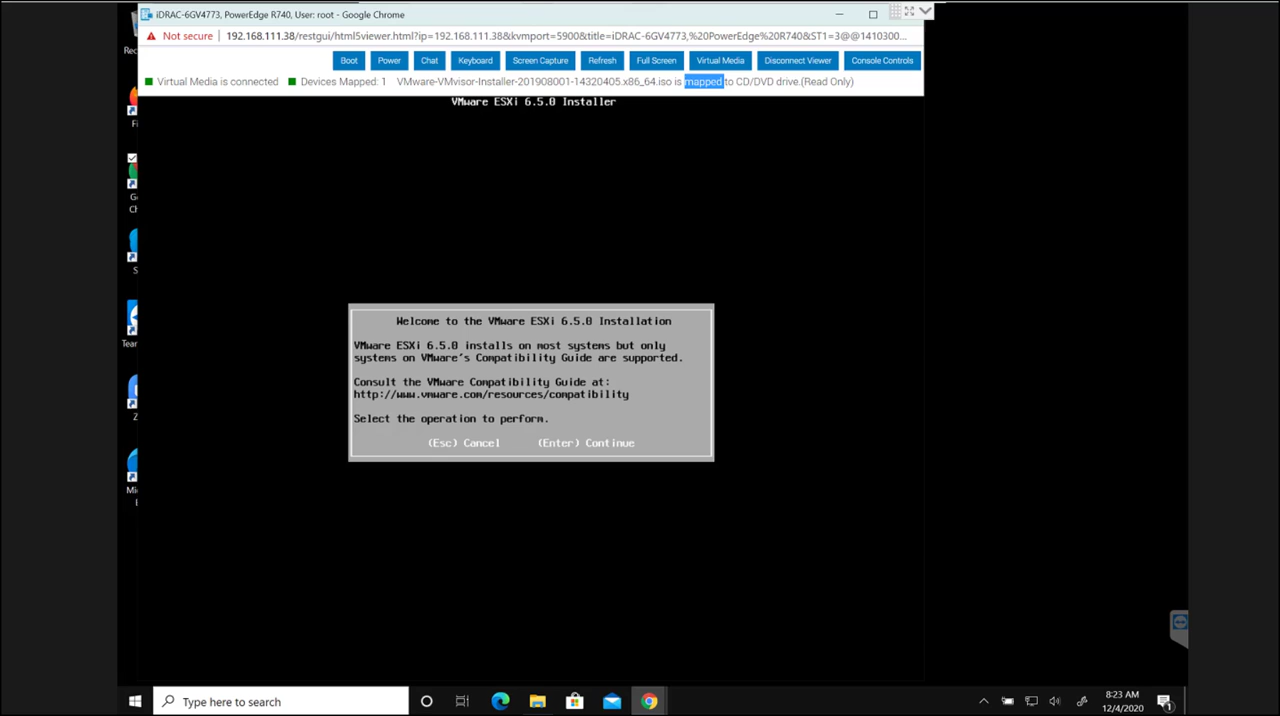 iDRAC-6GV4773, PowerEdge R740, User: root - Google Chrome
Not secure 192.168.111.38/restgui/html5viewer.html?ip=192.168.111.38&kvmport=5900&title=iDRAC-6GV4773,%20PowerEdge%20R740&ST1=3@@1410300...
Boot Power Chat Keyboard Screen Capture Refresh Full Screen Virtual Media Disconnect Viewer Console Controls
Virtual Media is connected Devices Mapped: 1 VMware-VMvisor-Installer-201908001-14320405.x86_64.iso is mapped to CD/DVD drive.(Read Only)
VMware ESXi 6.5.0 Installer
Rec
Fi
G
Ch
S
Team
Z
Mi
E
Welcome to the VMware ESXi 6.5.0 Installation
VMware ESXi 6.5.0 installs on most systems but only
systems on VMware's Compatibility Guide are supported.
Consult the VMware Compatibility Guide at:
http://www.vmware.com/resources/compatibility
Select the operation to perform.
(Esc) Cancel (Enter) Continue
Type here to search
8:23 AM
12/4/2020
1